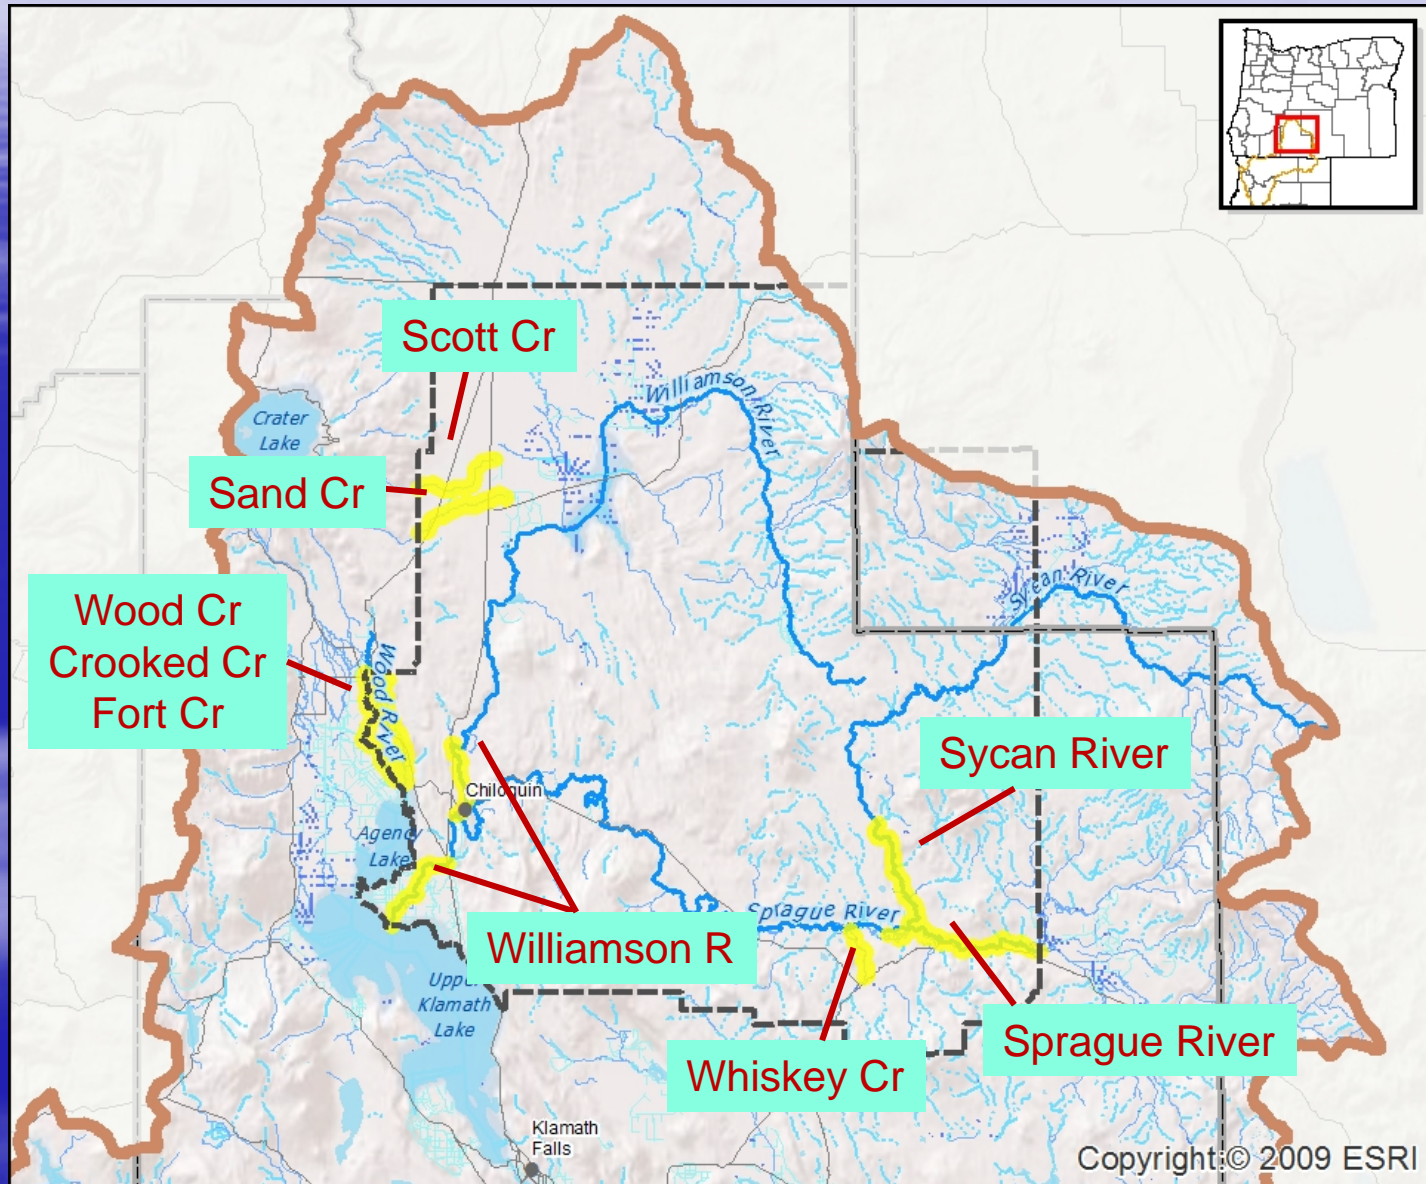 Scott Cr
Williamson River
Crater
Lake
Sand Cr
Sycan River
Wood Cr
Crooked Cr
Fort Cr
Wood River
Sycan River
Chiloquin
Agency
Lake
Sprague River
Williamson R
Upper
Klamath
Lake
Sprague River
Whiskey Cr
Klamath
Falls
Copyright:© 2009 ESRI